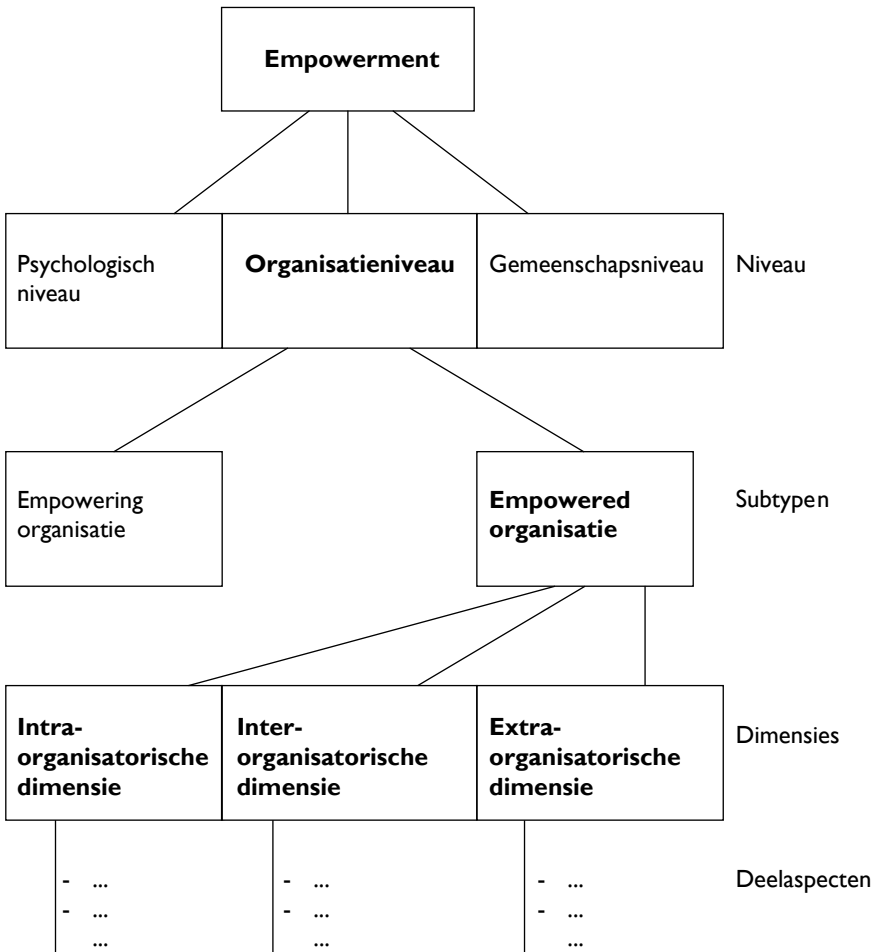 Empowerment
Psychologisch
niveau
Organisatieniveau
Gemeenschapsniveau
Niveau
Empowering
organisatie
Empowered
organisatie
Subtypen
Intra-
organisatorische
dimensie
Inter-
organisatorische
dimensie
Extra-
organisatorische
dimensie
Dimensies
- ...
- ...
...
- ...
- ...
...
- ...
- ...
...
Deelaspecten